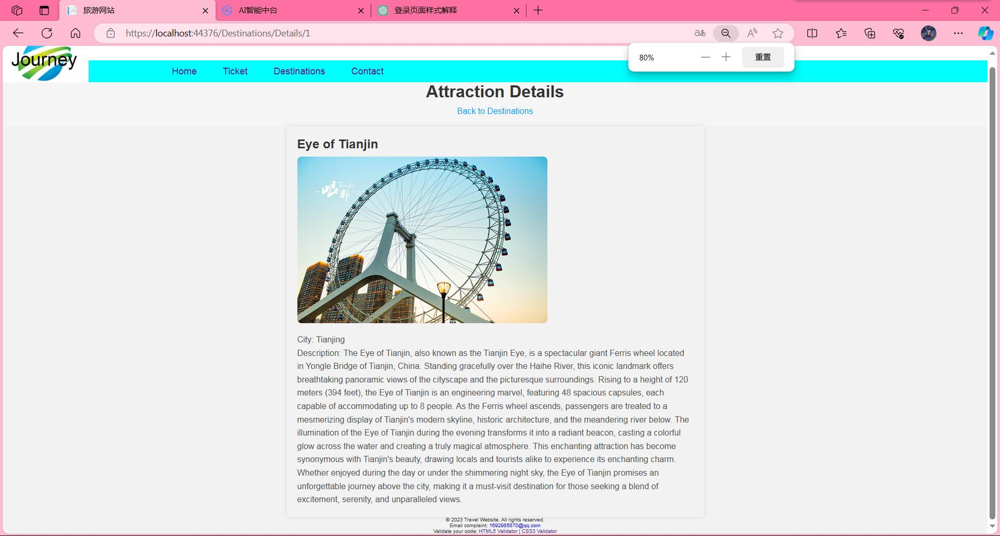 旅游网站
AI智能中台
登录页面样式解释
https://localhost:44376/Destinations/Details/1
80%
重置
Journey
Home Ticket Destinations Contact
Attraction Details
Back to Destinations
Eye of Tianjin
TianJin
City: Tianjing
Description: The Eye of Tianjin, also known as the Tianjin Eye, is a spectacular giant Ferris wheel located
in Yongle Bridge of Tianjin, China. Standing gracefully over the Haihe River, this iconic landmark offers
breathtaking panoramic views of the cityscape and the picturesque surroundings. Rising to a height of 120
meters (394 feet), the Eye of Tianjin is an engineering marvel, featuring 48 spacious capsules, each
capable of accommodating up to 8 people. As the Ferris wheel ascends, passengers are treated to a
mesmerizing display of Tianjin's modern skyline, historic architecture, and the meandering river below. The
illumination of the Eye of Tianjin during the evening transforms it into a radiant beacon, casting a colorful
glow across the water and creating a truly magical atmosphere. This enchanting attraction has become
synonymous with Tianjin's beauty, drawing locals and tourists alike to experience its enchanting charm.
Whether enjoyed during the day or under the shimmering night sky, the Eye of Tianjin promises an
unforgettable journey above the city, making it a must-visit destination for those seeking a blend of
excitement, serenity, and unparalleled views.
© 2023 Travel Website. All rights reserved.
Email complaint: 1692985870@qq.com
Validate your code: HTML5 Validator | CSS3 Validator